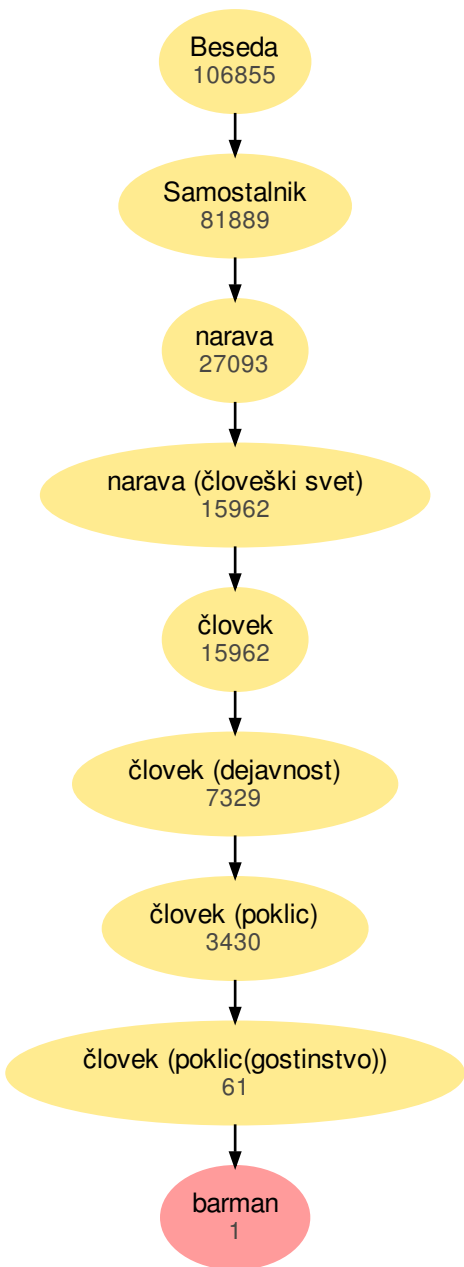 Beseda
106855
Samostalnik
81889
narava
27093
narava (človeški svet)
15962
človek
15962
človek (dejavnost)
7329
človek (poklic)
3430
človek (poklic(gostinstvo))
61
barman
1